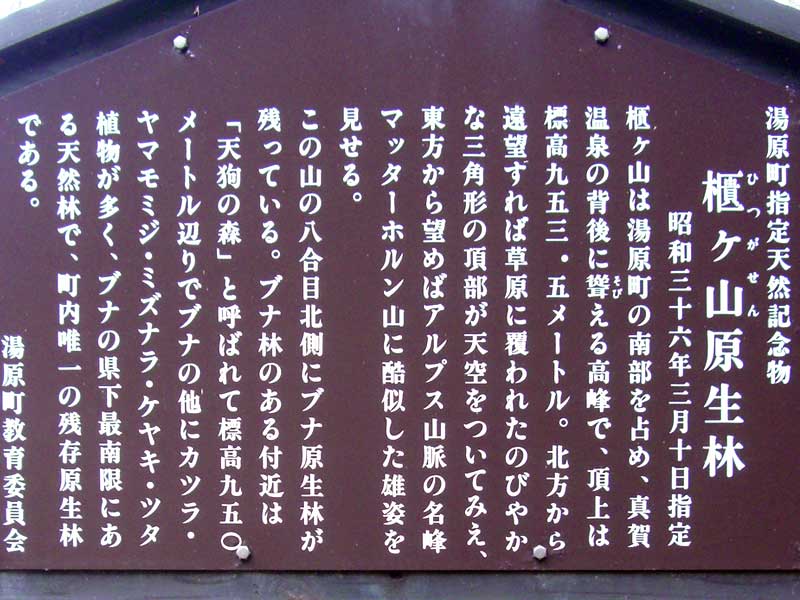 湯原町指定天然記念物
櫃ヶ山原生林
ひつがせん
昭和三十六年三月十日指定
櫃ヶ山は湯原町の南部を占め、真賀
温泉の背後に聳える高峰で、頂上は
そび
標高九五三・五メートル。北方から
遠望すれば草原に覆われたのびやか
な三角形の頂部が天空をついてみえ、
東方から望めばアルプス山脈の名峰
マッターホルン山に酷似した雄姿を
見せる。
この山の八合目北側にブナ原生林が
残っている。ブナ林のある付近は
「天狗の森」と呼ばれて標高九五〇
メートル辺りでブナの他にカツラ・
ヤマモミジ・ミズナラ・ケヤキ・ツタ
植物が多く、ブナの県下最南限にあ
る天然林で、町内唯一の残存原生林
である。
湯原町教育委員会